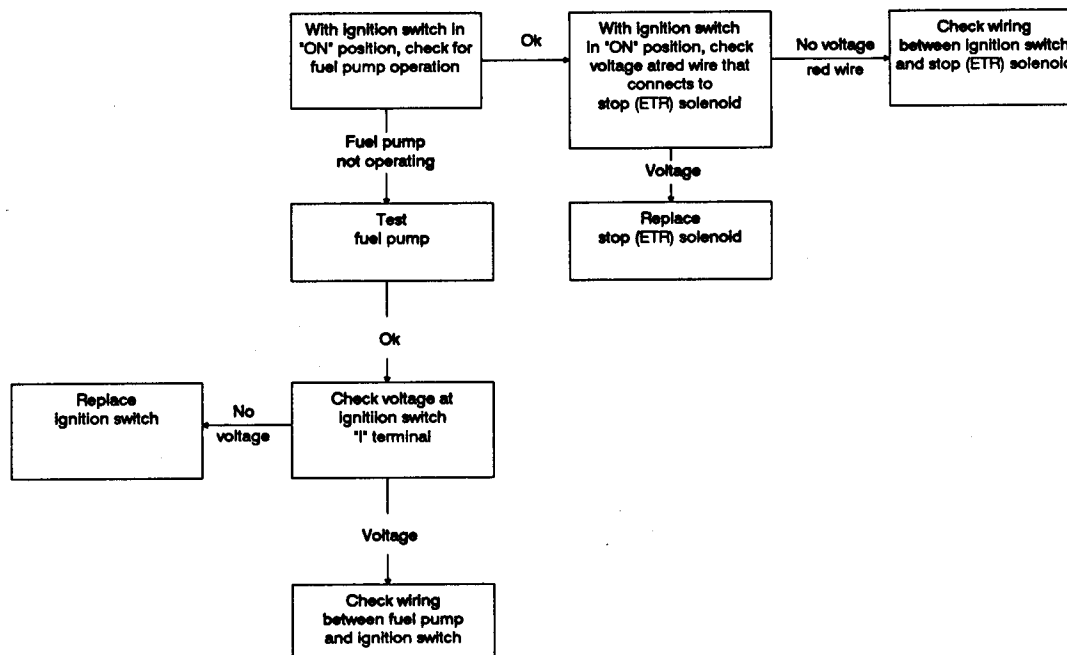 With ignition switch in
"ON" position, check for
fuel pump operation
Ok
With ignition switch
in "ON" position, check
voltage atred wire that
connects to
stop (ETR) solenoid
No voltage
red wire
Check wiring
between ignition switch
and stop (ETR) solenoid
Fuel pump
not operating
Voltage
Test
fuel pump
Replace
stop (ETR) solenoid
Ok
Replace
ignition switch
No
voltage
Check voltage at
ignitiion switch
"I" terminal
Voltage
Check wiring
between fuel pump
and ignition switch